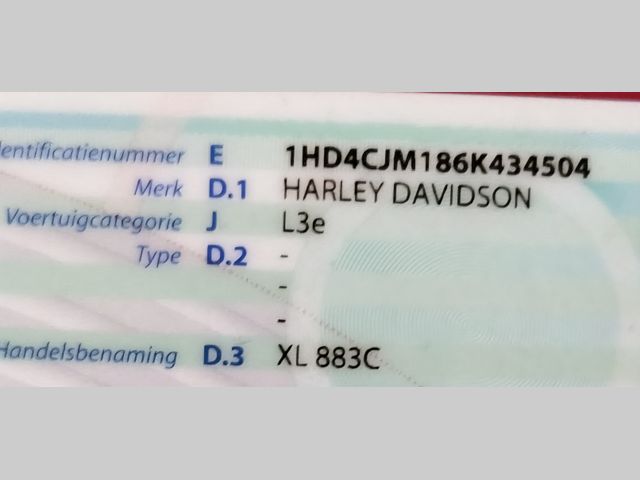 dentificatienummer E 1HD4CJM186K434504
Merk D.1 HARLEY DAVIDSON
Voertuigcategorie J L3e
Type D.2 -
-
-
Handelsbenaming D.3 XL 883C